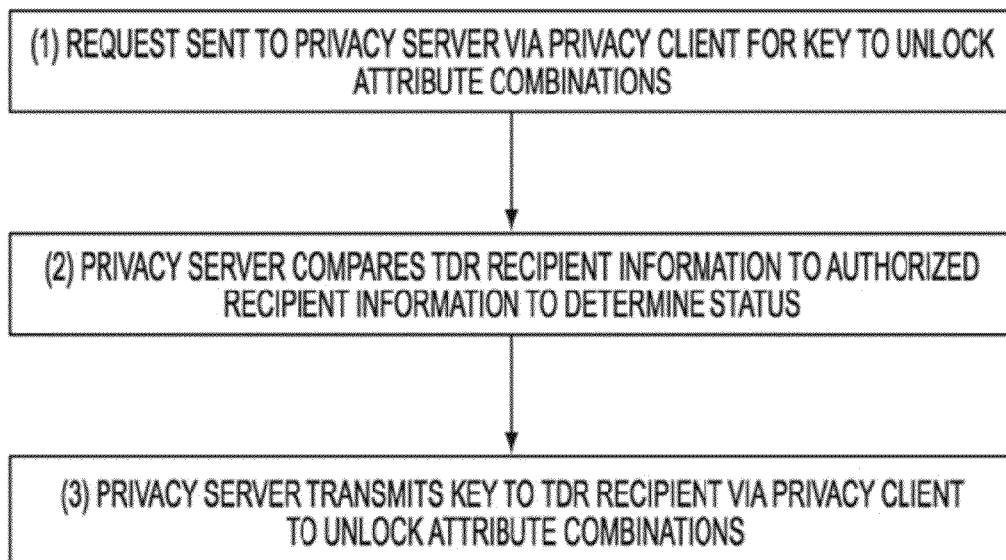 (1) REQUEST SENT TO PRIVACY SERVER VIA PRIVACY CLIENT FOR KEY TO UNLOCK
ATTRIBUTE COMBINATIONS
(2) PRIVACY SERVER COMPARES TDR RECIPIENT INFORMATION TO AUTHORIZED
RECIPIENT INFORMATION TO DETERMINE STATUS
(3) PRIVACY SERVER TRANSMITS KEY TO TDR RECIPIENT VIA PRIVACY CLIENT
TO UNLOCK ATTRIBUTE COMBINATIONS